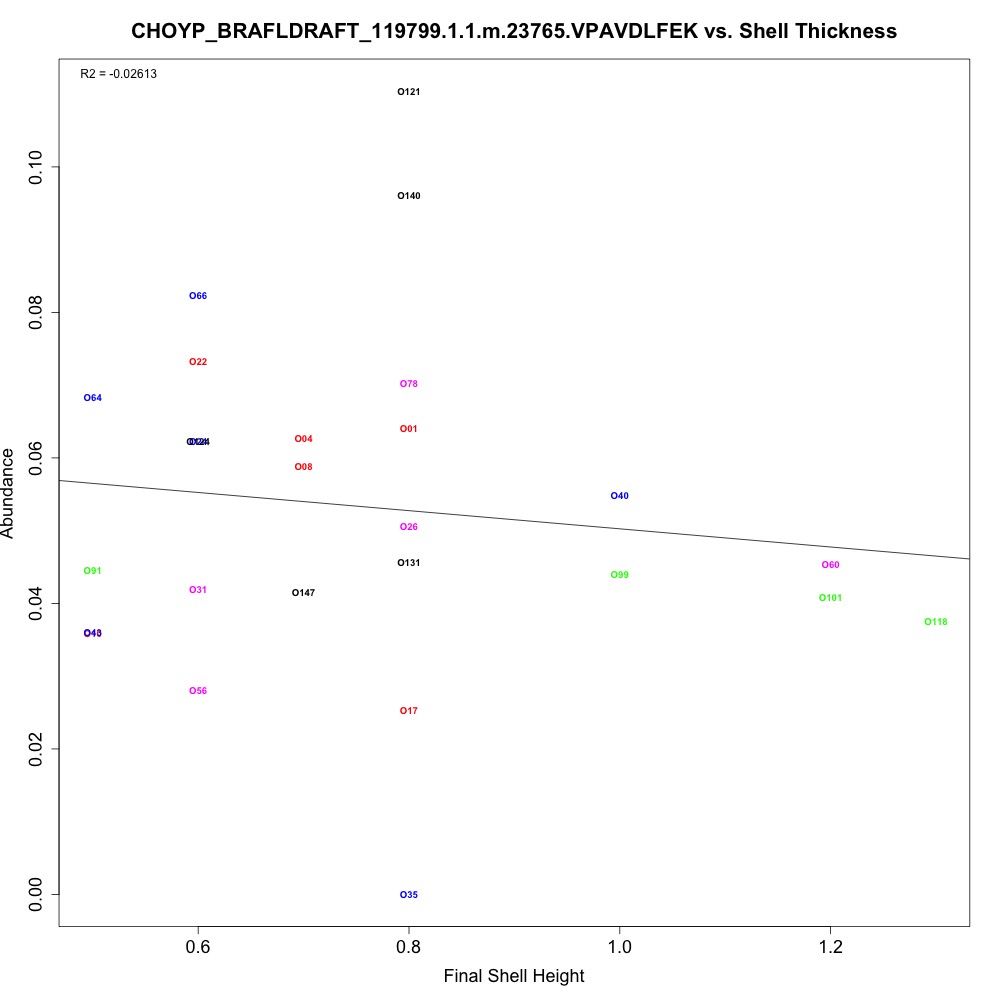 CHOYP_BRAFLDRAFT_119799.1.1.m.23765.VPAVDLFEK vs. Shell Thickness
R2 = -0.02613
O121
O140
O66
O22
O78
O64
O01
O04
O08
O40
O26
O131
O60
O91
O99
O31
O147
O101
O118
O56
O17
O35
Abundance
0.10
0.08
0.06
0.04
0.02
0.00
0.6 0.8 1.0 1.2
Final Shell Height